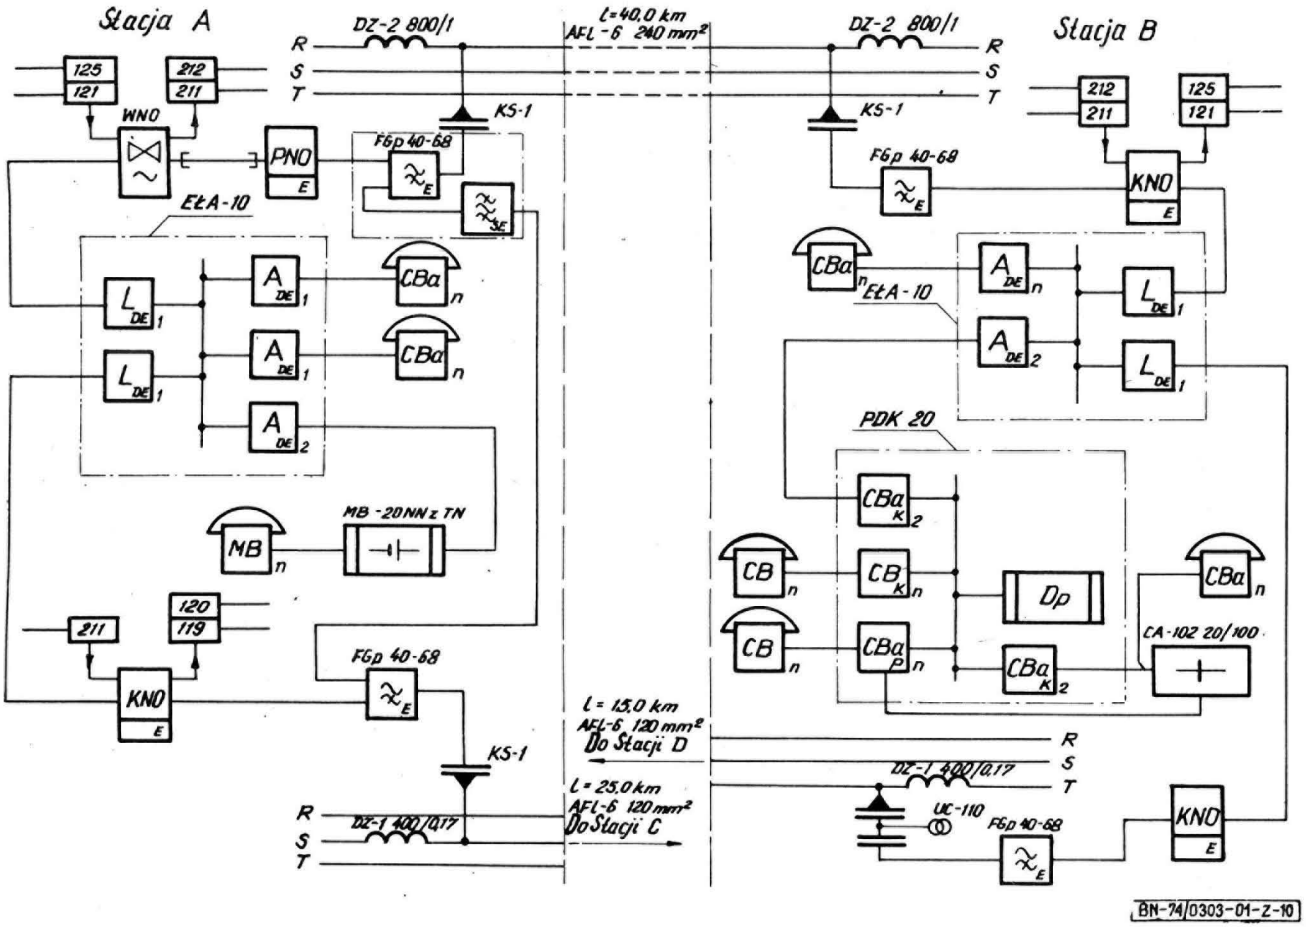 Stacja A
Stacja B
DZ-2 800/1
l=40,0 km
AFL-6 240 mm²
DZ-2 800/1
R
S
T
R
S
T
125
121
212
211
WNO
PNO
E
FGp 40-68
E
SE
KS-1
KS-1
FGp 40-68
E
212
211
125
121
KNO
E
EŁA-10
L DE 1
L DE 1
A DE 1
A DE 1
A DE 2
CBa n
CBa n
CBa n
EŁA-10
A DE n
A DE 2
L DE 1
L DE 1
PDK 20
MB n
MB-20NN z TN
CBa K 2
CB n
CB K n
CB n
CBa P n
Dp
CBa K 2
CBa n
CA-102 20/100
211
120
119
KNO
E
FGp 40-68
E
KS-1
l = 15,0 km
AFL-6 120 mm²
Do Stacji D
l = 25,0 km
AFL-6 120 mm²
Do Stacji C
R
S
T
DZ-1 400/0,17
R
S
T
DZ-1 400/0,17
UC-110
FGp 40-68
E
KNO
E
BN-74/0303-01-Z-10